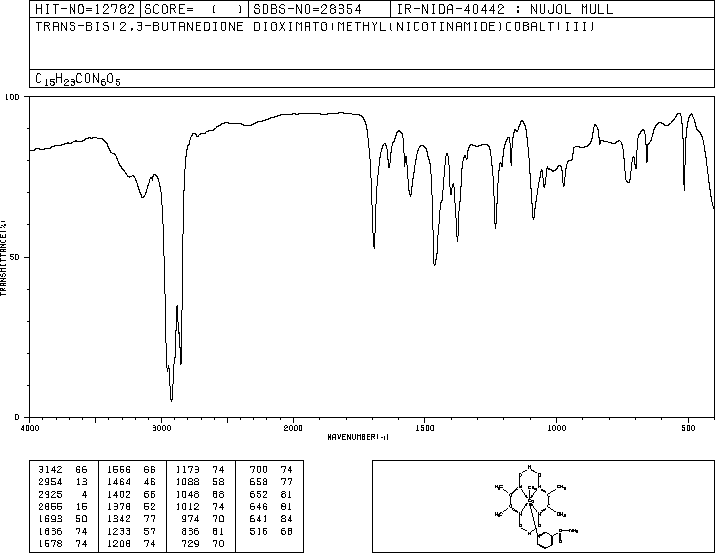 HIT-NO=12782 SCORE= ( ) SDBS-NO=28354 IR-NIDA-40442 : NUJOL MULL
TRANS-BIS(2,3-BUTANEDIONE DIOXIMATO)METHYL(NICOTINAMIDE)COBALT(III)
C15H23CON6O5
100
50
0
TRANSMITTANCE(%)
4000 3000 2000 1500 1000 500
WAVENUMBER(-1)
3142 66 1556 66 1173 74 700 74
2954 13 1464 46 1088 58 658 77
2925 4 1402 66 1048 68 652 81
2855 15 1378 52 1012 74 646 81
1693 50 1342 77 974 70 641 84
1636 74 1233 57 836 81 516 68
1578 74 1208 74 729 70